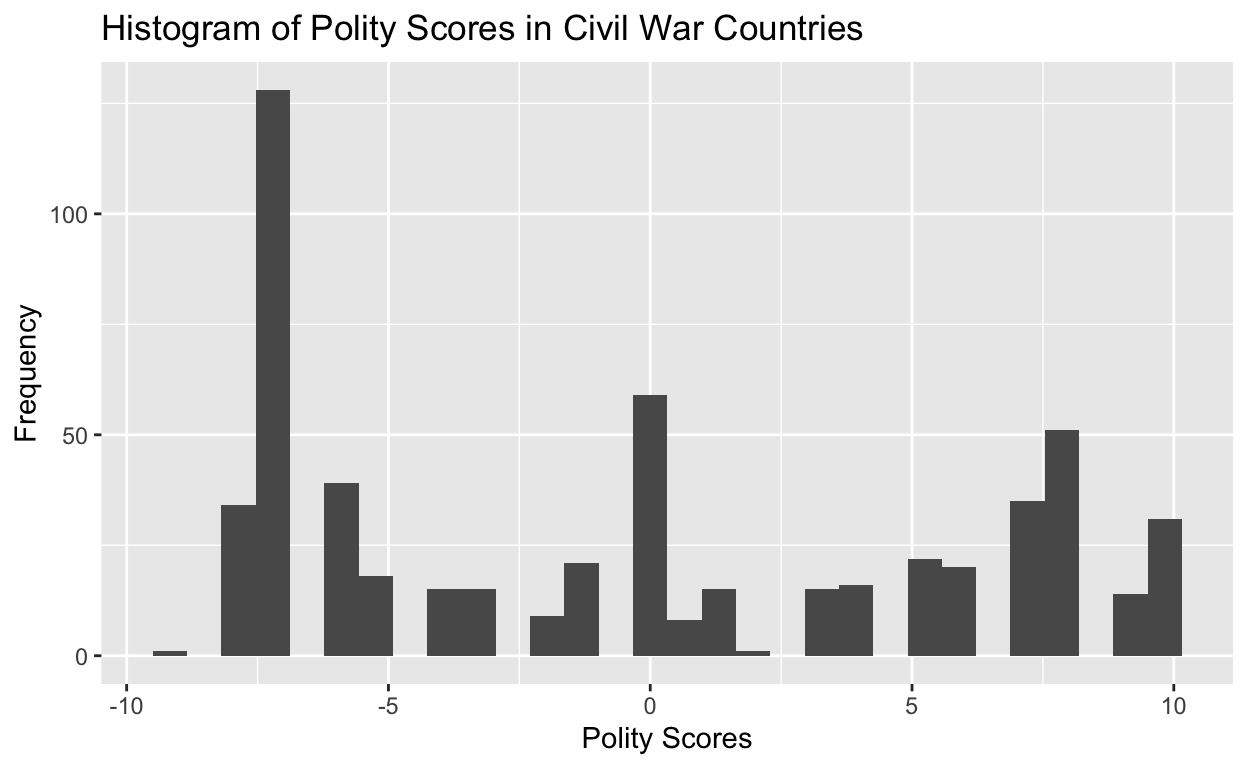 Histogram of Polity Scores in Civil War Countries
Frequency
100
50
0
-10 -5 0 5 10
Polity Scores